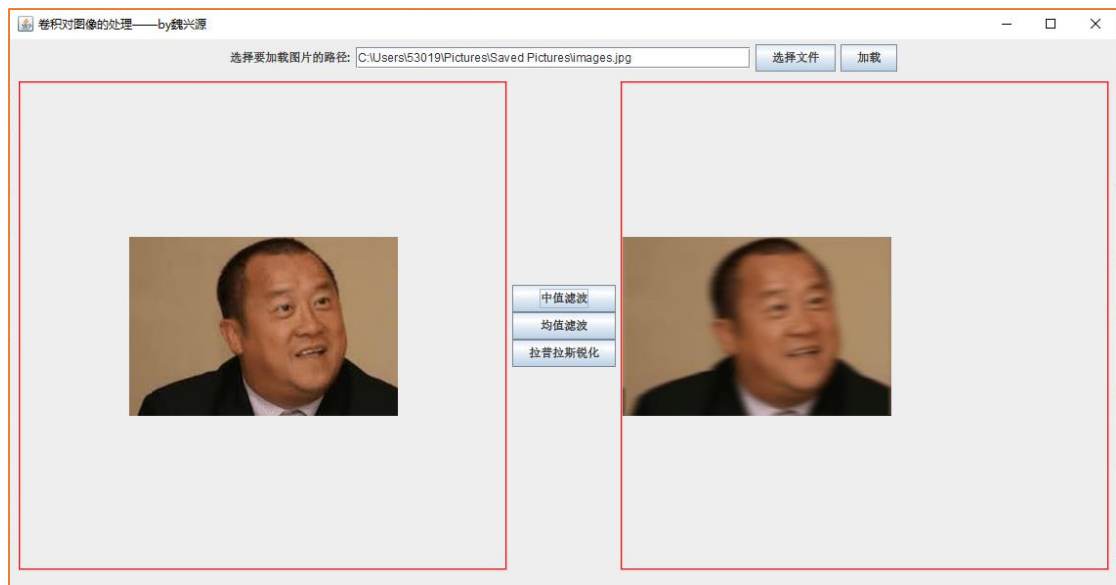 卷积对图像的处理——by魏兴源
选择要加载图片的路径: C:\Users\53019\Pictures\Saved Pictures\images.jpg 选择文件 加载
中值滤波
均值滤波
拉普拉斯锐化